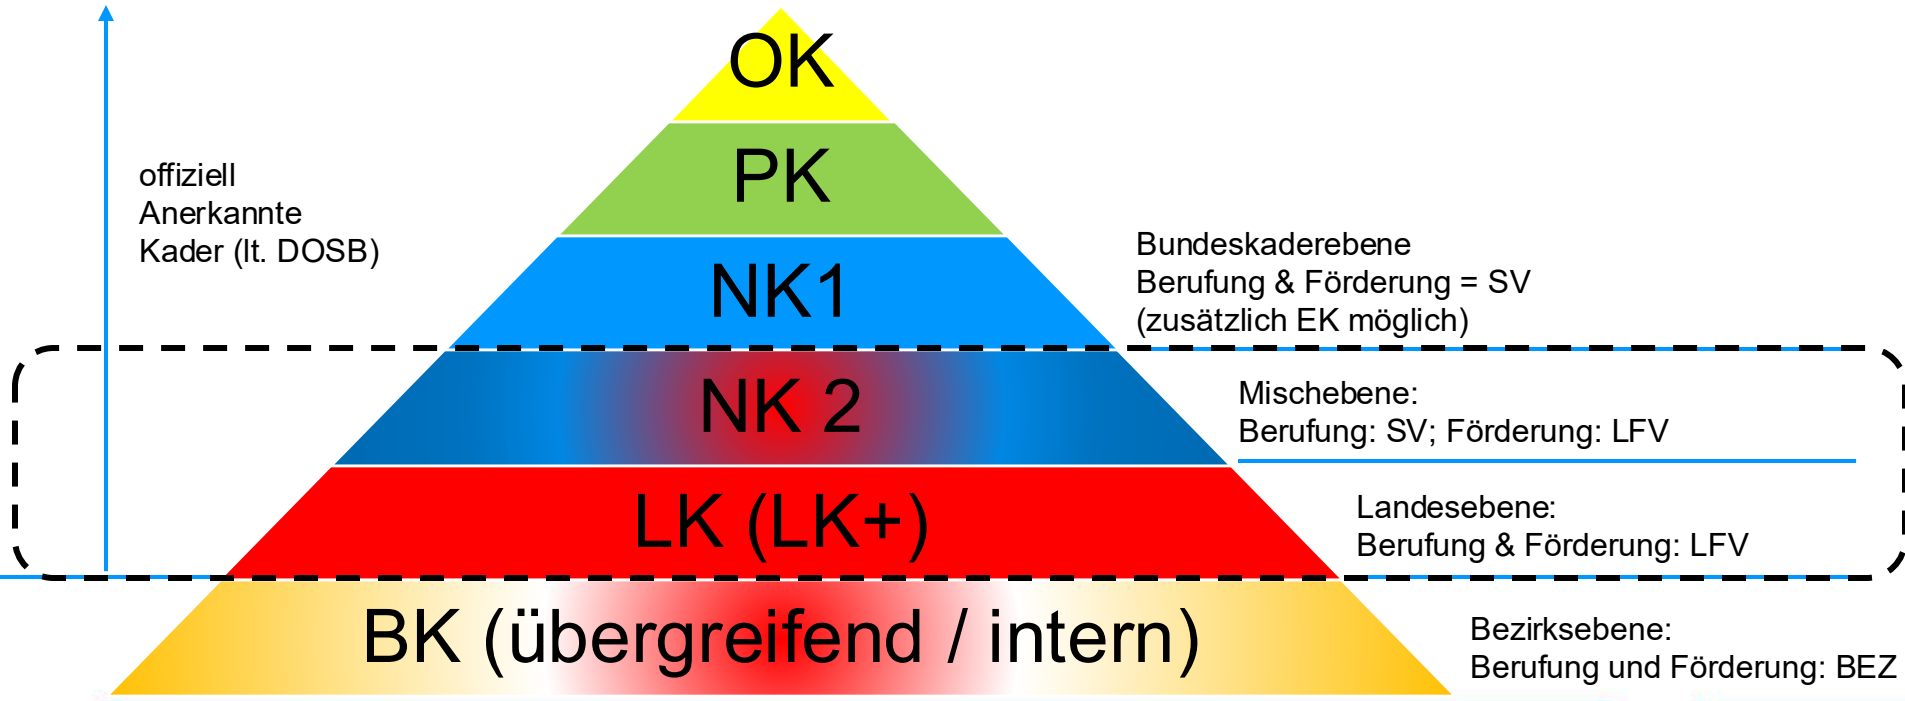 OK
PK
offiziell
Anerkannte
Kader (lt. DOSB)
NK1
Bundeskaderebene
Berufung & Förderung = SV
(zusätzlich EK möglich)
NK 2
Mischebene:
Berufung: SV; Förderung: LFV
LK (LK+)
Landesebene:
Berufung & Förderung: LFV
BK (übergreifend / intern)
Bezirksebene:
Berufung und Förderung: BEZ